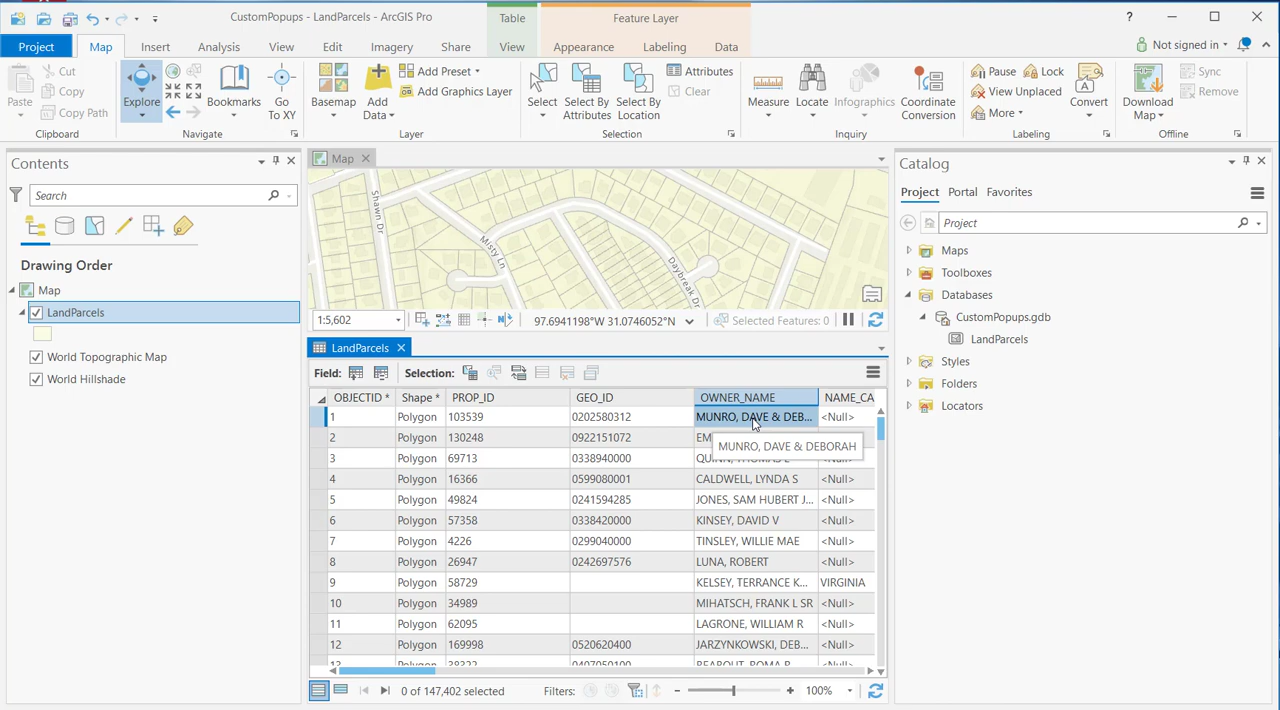 CustomPopups - LandParcels - ArcGIS Pro
Table
Feature Layer
?
Project
Map
Insert
Analysis
View
Edit
Imagery
Share
View
Appearance
Labeling
Data
Not signed in
Paste
Cut
Copy
Copy Path
Clipboard
Explore
Bookmarks
Go To XY
Navigate
Basemap
Add Data
Add Preset
Add Graphics Layer
Layer
Select
Select By Attributes
Select By Location
Attributes
Clear
Selection
Measure
Locate
Infographics
Coordinate Conversion
Inquiry
Pause
Lock
View Unplaced
More
Convert
Labeling
Download Map
Sync
Remove
Offline
Contents
Search
Drawing Order
Map
LandParcels
World Topographic Map
World Hillshade
Map
Shawn Dr
Misty Ln
Daybreak Dr
1:5,602
97.6941198°W 31.0746052°N
Selected Features: 0
LandParcels
Field:
Selection:
OBJECTID * Shape * PROP_ID GEO_ID OWNER_NAME NAME_CA
1 Polygon 103539 0202580312 MUNRO, DAVE & DEB... <Null>
2 Polygon 130248 0922151072 EM
MUNRO, DAVE & DEBORAH
3 Polygon 69713 0338940000 <Null>
4 Polygon 16366 0599080001 CALDWELL, LYNDA S <Null>
5 Polygon 49824 0241594285 JONES, SAM HUBERT J... <Null>
6 Polygon 57358 0338420000 KINSEY, DAVID V <Null>
7 Polygon 4226 0299040000 TINSLEY, WILLIE MAE <Null>
8 Polygon 26947 0242697576 LUNA, ROBERT <Null>
9 Polygon 58729 KELSEY, TERRANCE K... VIRGINIA
10 Polygon 34989 MIHATSCH, FRANK L SR <Null>
11 Polygon 62095 LAGRONE, WILLIAM R <Null>
12 Polygon 169998 0520620400 JARZYNKOWSKI, DEB... <Null>
13 Polygon 38322 0407050100 <Null>
0 of 147,402 selected
Filters:
100%
Catalog
Project
Portal
Favorites
Project
Maps
Toolboxes
Databases
CustomPopups.gdb
LandParcels
Styles
Folders
Locators